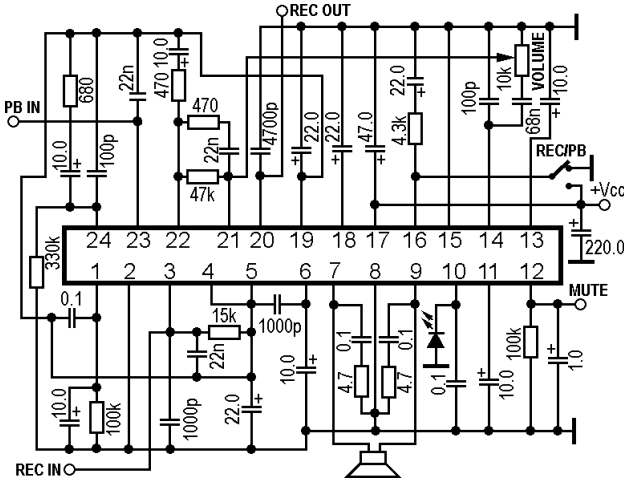 REC OUT
680
22n
10.0
+
470
22.0
+
100p
10k
VOLUME
10.0
+
PB IN
10.0
+
100p
470
22n
47k
4700p
22.0
+
22.0
+
47.0
+
4.3k
68n
REC/PB
+Vcc
330k
24 23 22 21 20 19 18 17 16 15 14 13
+
220.0
1 2 3 4 5 6 7 8 9 10 11 12
MUTE
0.1
15k
1000p
22n
0.1
0.1
100k
10.0
+
100k
1000p
22.0
+
10.0
+
4.7
4.7
0.1
+
10.0
+
1.0
REC IN